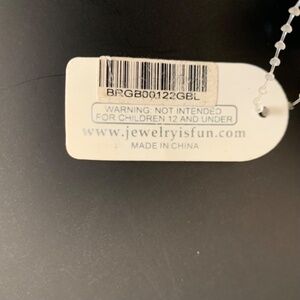 BRGB00122GBL
WARNING: NOT INTENDED
FOR CHILDREN 12 AND UNDER
www.jewelryisfun.com
MADE IN CHINA